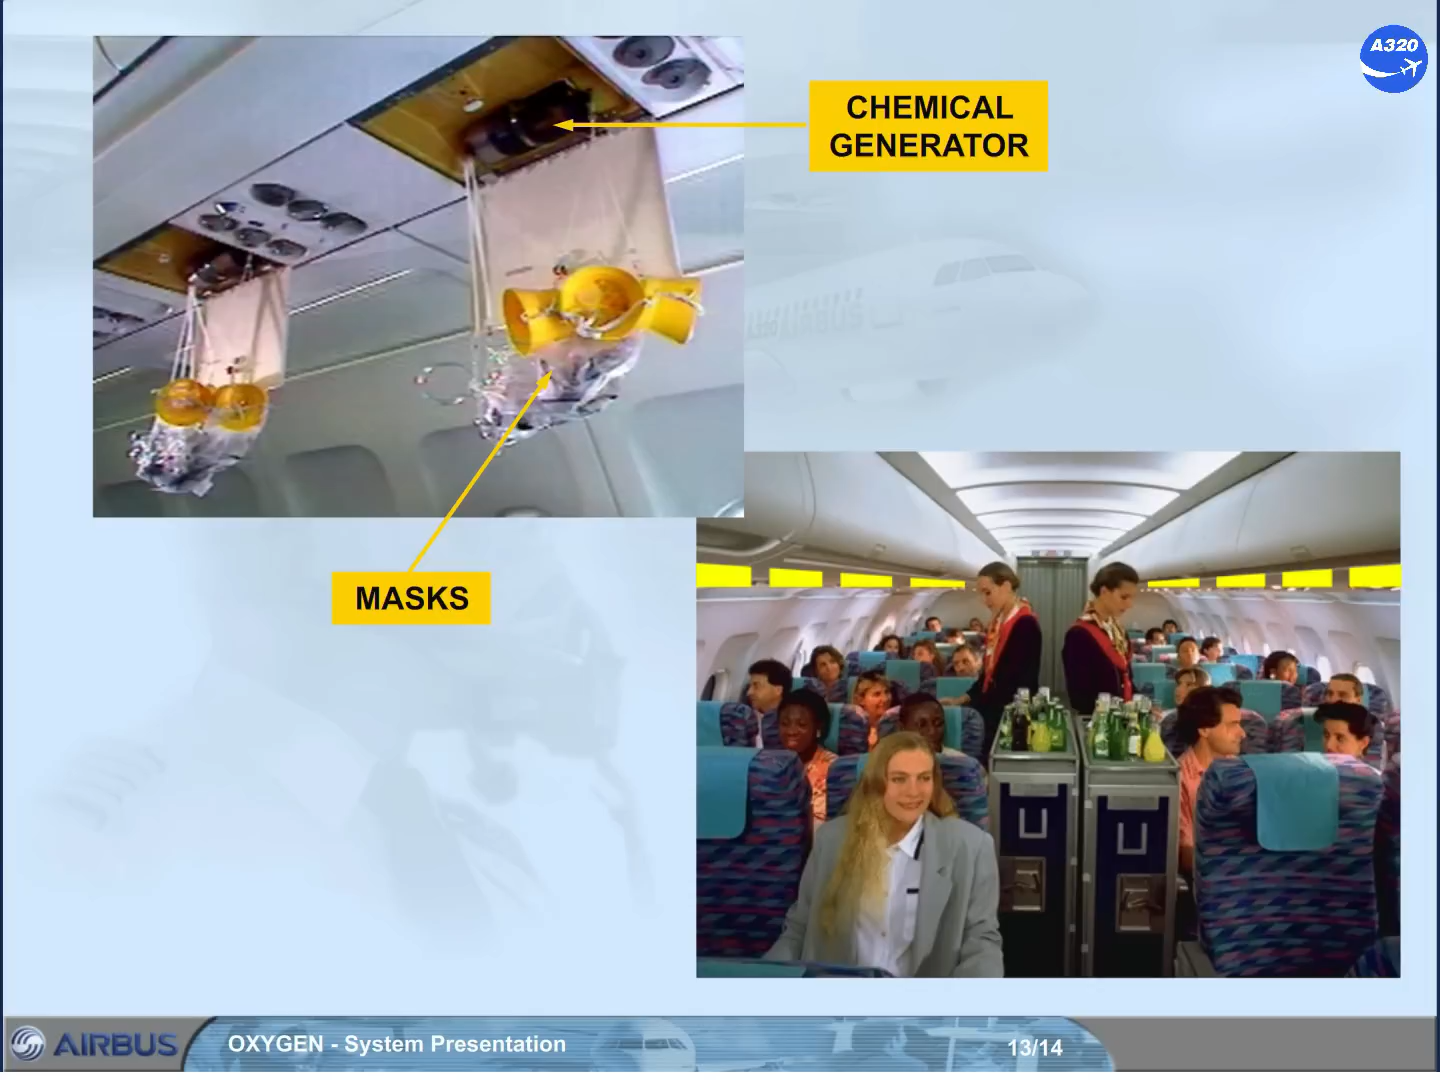 A320
CHEMICAL
GENERATOR
MASKS
AIRBUS
OXYGEN - System Presentation
13/14